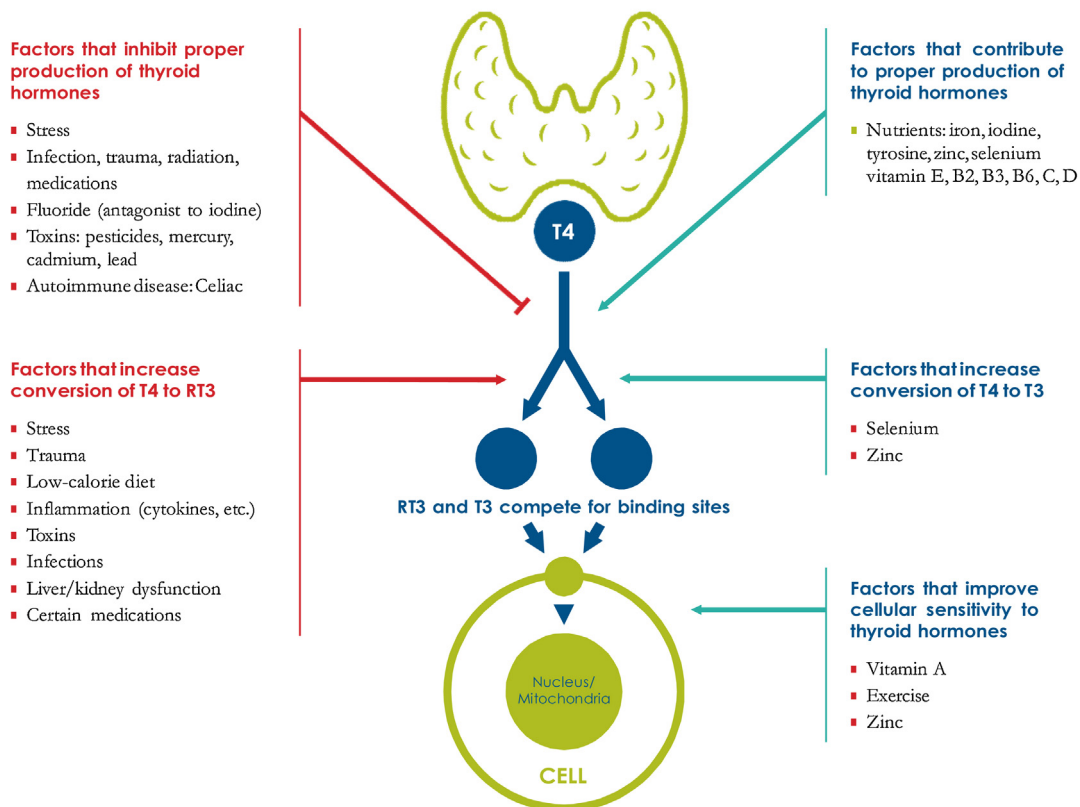 Factors that inhibit proper
production of thyroid
hormones
Stress
Infection, trauma, radiation,
medications
Fluoride (antagonist to iodine)
Toxins: pesticides, mercury,
cadmium, lead
Autoimmune disease: Celiac
Factors that increase
conversion of T4 to RT3
Stress
Trauma
Low-calorie diet
Inflammation (cytokines, etc.)
Toxins
Infections
Liver/kidney dysfunction
Certain medications
T4
RT3 and T3 compete for binding sites
Nucleus/
Mitochondria
CELL
Factors that contribute
to proper production of
thyroid hormones
Nutrients: iron, iodine,
tyrosine, zinc, selenium
vitamin E, B2, B3, B6, C, D
Factors that increase
conversion of T4 to T3
Selenium
Zinc
Factors that improve
cellular sensitivity to
thyroid hormones
Vitamin A
Exercise
Zinc